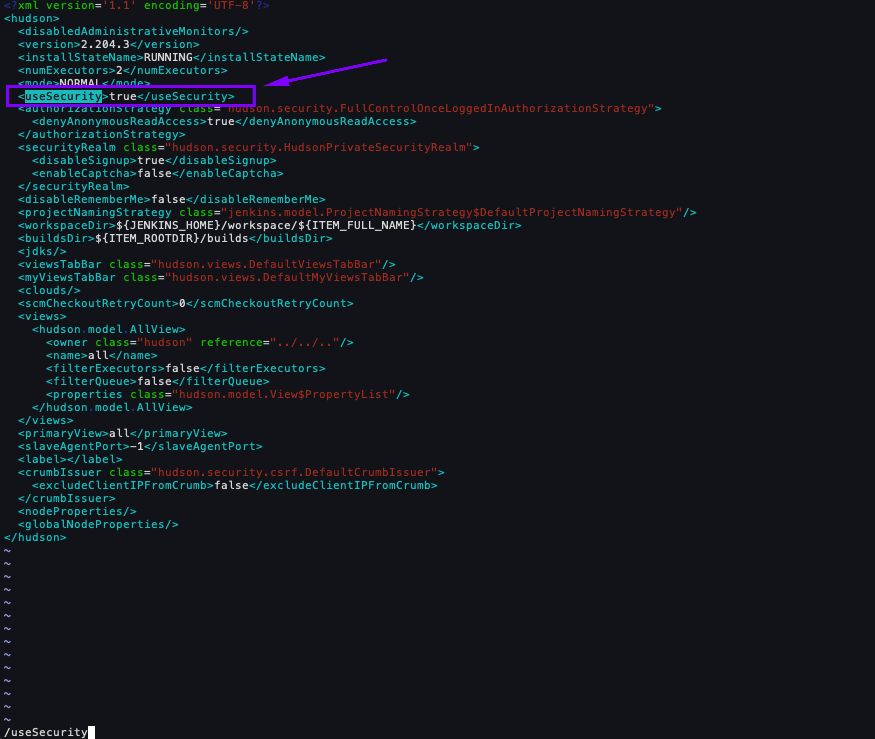 <?xml version='1.1' encoding='UTF-8'?>
<hudson>
  <disabledAdministrativeMonitors/>
  <version>2.204.3</version>
  <installStateName>RUNNING</installStateName>
  <numExecutors>2</numExecutors>
  <mode>NORMAL</mode>
  <useSecurity>true</useSecurity>
  <authorizationStrategy class="hudson.security.FullControlOnceLoggedInAuthorizationStrategy">
    <denyAnonymousReadAccess>true</denyAnonymousReadAccess>
  </authorizationStrategy>
  <securityRealm class="hudson.security.HudsonPrivateSecurityRealm">
    <disableSignup>true</disableSignup>
    <enableCaptcha>false</enableCaptcha>
  </securityRealm>
  <disableRememberMe>false</disableRememberMe>
  <projectNamingStrategy class="jenkins.model.ProjectNamingStrategy$DefaultProjectNamingStrategy"/>
  <workspaceDir>${JENKINS_HOME}/workspace/${ITEM_FULL_NAME}</workspaceDir>
  <buildsDir>${ITEM_ROOTDIR}/builds</buildsDir>
  <jdks/>
  <viewsTabBar class="hudson.views.DefaultViewsTabBar"/>
  <myViewsTabBar class="hudson.views.DefaultMyViewsTabBar"/>
  <clouds/>
  <scmCheckoutRetryCount>0</scmCheckoutRetryCount>
  <views>
    <hudson.model.AllView>
      <owner class="hudson" reference="../../.."/>
      <name>all</name>
      <filterExecutors>false</filterExecutors>
      <filterQueue>false</filterQueue>
      <properties class="hudson.model.View$PropertyList"/>
    </hudson.model.AllView>
  </views>
  <primaryView>all</primaryView>
  <slaveAgentPort>-1</slaveAgentPort>
  <label></label>
  <crumbIssuer class="hudson.security.csrf.DefaultCrumbIssuer">
    <excludeClientIPFromCrumb>false</excludeClientIPFromCrumb>
  </crumbIssuer>
  <nodeProperties/>
  <globalNodeProperties/>
</hudson>
~
~
~
~
~
~
~
~
~
~
~
~
~
~
/useSecurity